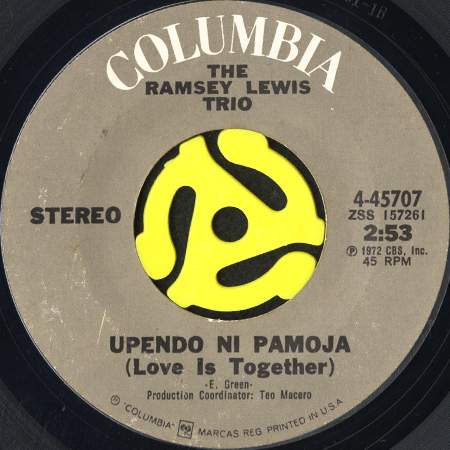 COLUMBIA
THE
RAMSEY LEWIS
TRIO
STEREO
4-45707
ZSS 157261
2:53
Ⓟ 1972 CBS, Inc.
45 RPM
UPENDO NI PAMOJA
(Love Is Together)
-E. Green-
Production Coordinator: Teo Macero
® "COLUMBIA" MARCAS REG. PRINTED IN U.S.A.